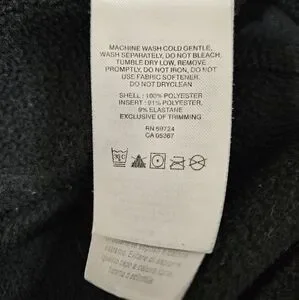 MACHINE WASH COLD GENTLE,
WASH SEPARATELY, DO NOT BLEACH,
TUMBLE DRY LOW, REMOVE
PROMPTLY, DO NOT IRON, DO NOT
USE FABRIC SOFTENER.
DO NOT DRYCLEAN
SHELL : 100% POLYESTER
INSERT : 91% POLYESTER,
9% ELASTANE
EXCLUSIVE OF TRIMMING
RN 59724
CA 05367